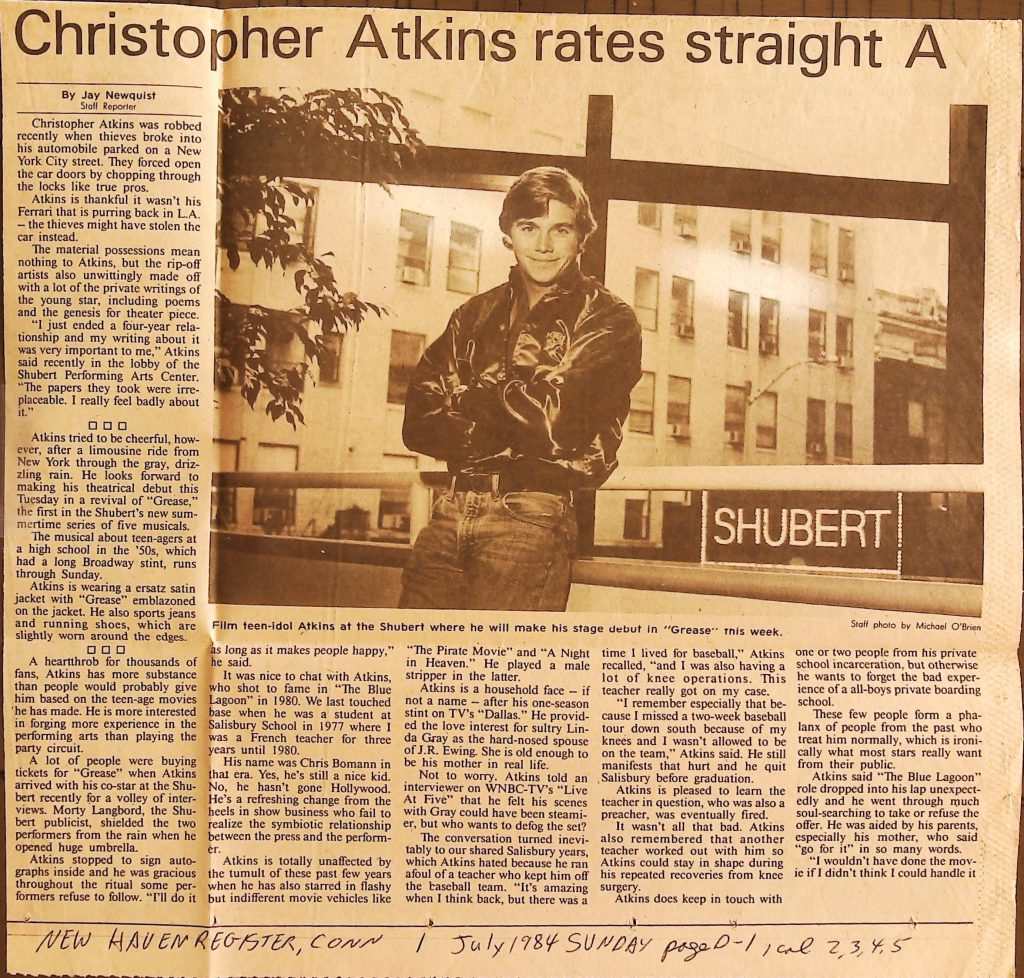 Christopher Atkins rates straight A
By Jay Newquist
Staff Reporter
Christopher Atkins was robbed
recently when thieves broke into
his automobile parked on a New
York City street. They forced open
the car doors by chopping through
the locks like true pros.
Atkins is thankful it wasn't his
Ferrari that is purring back in L.A.
— the thieves might have stolen the
car instead.
The material possessions mean
nothing to Atkins, but the rip-off
artists also unwittingly made off
with a lot of the private writings of
the young star, including poems
and the genesis for theater piece.
"I just ended a four-year rela-
tionship and my writing about it
was very important to me," Atkins
said recently in the lobby of the
Shubert Performing Arts Center.
"The papers they took were irre-
placeable. I really feel badly about
it."
□ □ □
Atkins tried to be cheerful, how-
ever, after a limousine ride from
New York through the gray, driz-
zling rain. He looks forward to
making his theatrical debut this
Tuesday in a revival of "Grease,"
the first in the Shubert's new sum-
mertime series of five musicals.
The musical about teen-agers at
a high school in the '50s, which
had a long Broadway stint, runs
through Sunday.
Atkins is wearing a ersatz satin
jacket with "Grease" emblazoned
on the jacket. He also sports jeans
and running shoes, which are
slightly worn around the edges.
□ □ □
A heartthrob for thousands of
fans, Atkins has more substance
than people would probably give
him based on the teen-age movies
he has made. He is more interested
in forging more experience in the
performing arts than playing the
party circuit.
A lot of people were buying
tickets for "Grease" when Atkins
arrived with his co-star at the Shu-
bert recently for a volley of inter-
views. Morty Langbord, the Shu-
bert publicist, shielded the two
performers from the rain when he
opened huge umbrella.
Atkins stopped to sign auto-
graphs inside and he was gracious
throughout the ritual some per-
formers refuse to follow. "I'll do it
SHUBERT
Film teen-idol Atkins at the Shubert where he will make his stage debut in "Grease" this week.
Staff photo by Michael O'Brien
as long as it makes people happy,"
he said.
It was nice to chat with Atkins,
who shot to fame in "The Blue
Lagoon" in 1980. We last touched
base when he was a student at
Salisbury School in 1977 where I
was a French teacher for three
years until 1980.
His name was Chris Bomann in
that era. Yes, he's still a nice kid.
No, he hasn't gone Hollywood.
He's a refreshing change from the
heels in show business who fail to
realize the symbiotic relationship
between the press and the perform-
er.
Atkins is totally unaffected by
the tumult of these past few years
when he has also starred in flashy
but indifferent movie vehicles like
"The Pirate Movie" and "A Night
in Heaven." He played a male
stripper in the latter.
Atkins is a household face — if
not a name — after his one-season
stint on TV's "Dallas." He provid-
ed the love interest for sultry Lin-
da Gray as the hard-nosed spouse
of J.R. Ewing. She is old enough to
be his mother in real life.
Not to worry. Atkins told an
interviewer on WNBC-TV's "Live
At Five" that he felt his scenes
with Gray could have been steami-
er, but who wants to defog the set?
The conversation turned inevi-
tably to our shared Salisbury years,
which Atkins hated because he ran
afoul of a teacher who kept him off
the baseball team. "It's amazing
when I think back, but there was a
time I lived for baseball," Atkins
recalled, "and I was also having a
lot of knee operations. This
teacher really got on my case.
"I remember especially that be-
cause I missed a two-week baseball
tour down south because of my
knees and I wasn't allowed to be
on the team," Atkins said. He still
manifests that hurt and he quit
Salisbury before graduation.
Atkins is pleased to learn the
teacher in question, who was also a
preacher, was eventually fired.
It wasn't all that bad. Atkins
also remembered that another
teacher worked out with him so
Atkins could stay in shape during
his repeated recoveries from knee
surgery.
Atkins does keep in touch with
one or two people from his private
school incarceration, but otherwise
he wants to forget the bad experi-
ence of a all-boys private boarding
school.
These few people form a pha-
lanx of people from the past who
treat him normally, which is ironi-
cally what most stars really want
from their public.
Atkins said "The Blue Lagoon"
role dropped into his lap unexpect-
edly and he went through much
soul-searching to take or refuse the
offer. He was aided by his parents,
especially his mother, who said
"go for it" in so many words.
"I wouldn't have done the mov-
ie if I didn't think I could handle it
NEW HAVEN REGISTER, CONN 1 July 1984 SUNDAY page D-1, col 2,3,4,5